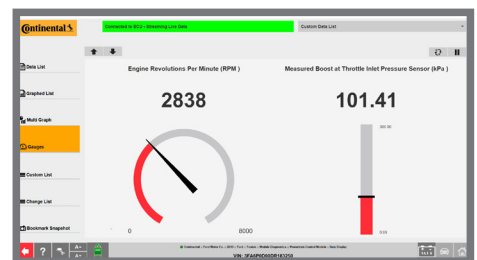 Continental
Connected to ECU - Streaming Live Data
Custom Data List
Data List
Graphed List
Multi Graph
Gauges
Custom List
Change List
Bookmark Snapshot
Engine Revolutions Per Minute (RPM )
2838
0
8000
Measured Boost at Throttle Inlet Pressure Sensor (kPa )
101.41
0.00
A+
A-
?